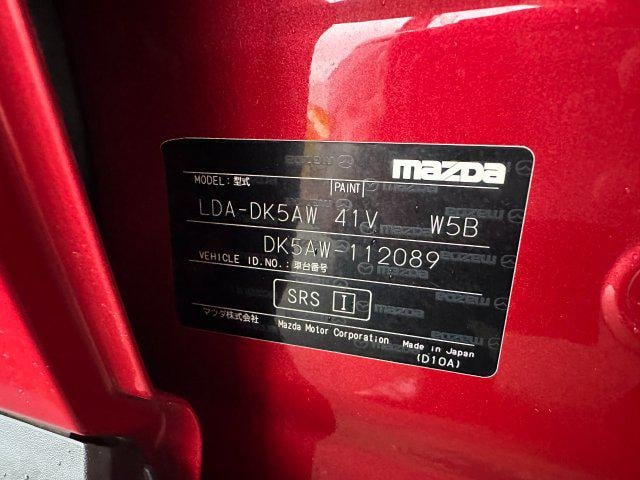 mazda
MODEL:型式 PAINT
LDA-DK5AW 41V W5B
DK5AW-112089
VEHICLE ID.NO.:車台番号
SRS I
マツダ株式会社 Mazda Motor Corporation Made in Japan
(D10A)